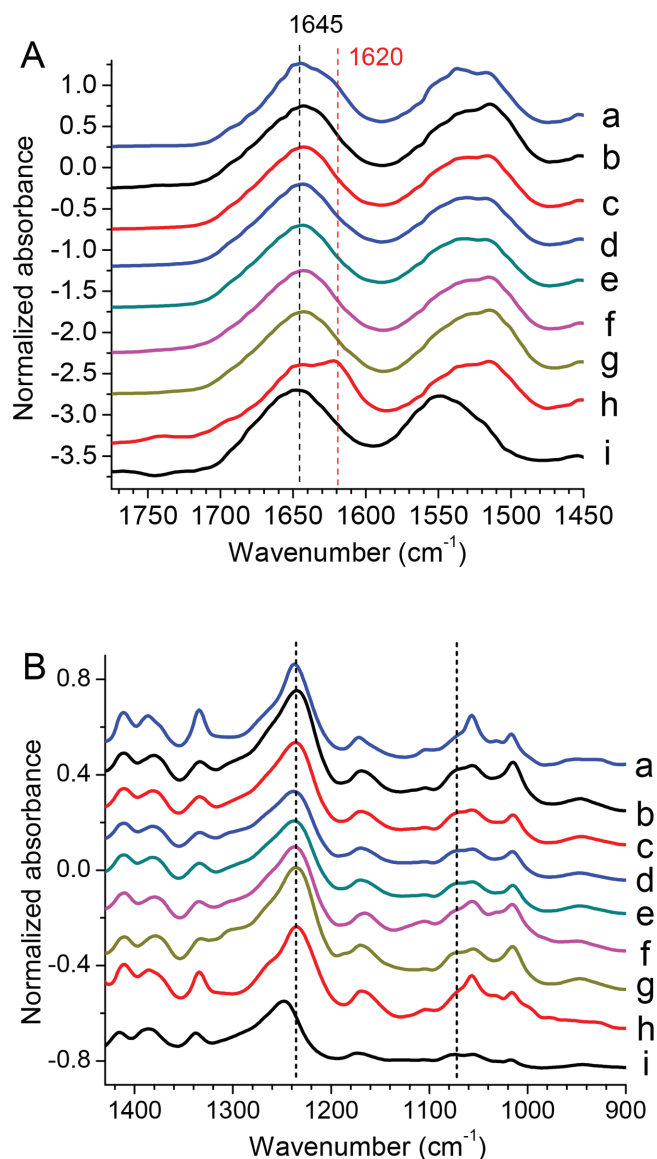 A
1645
1620
1.0
0.5
0.0
-0.5
-1.0
-1.5
-2.0
-2.5
-3.0
-3.5
Normalized absorbance
a
b
c
d
e
f
g
h
i
1750 1700 1650 1600 1550 1500 1450
Wavenumber (cm⁻¹)
B
0.8
0.4
0.0
-0.4
-0.8
Normalized absorbance
a
b
c
d
e
f
g
h
i
1400 1300 1200 1100 1000 900
Wavenumber (cm⁻¹)